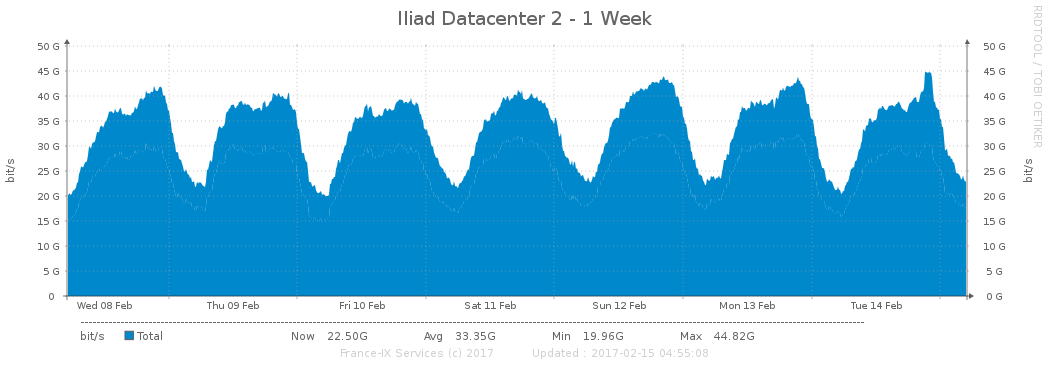 Iliad Datacenter 2 - 1 Week
RRDTOOL / TOBI OETIKER
50 G 50 G
45 G 45 G
40 G 40 G
35 G 35 G
30 G 30 G
25 G 25 G
20 G 20 G
15 G 15 G
10 G 10 G
5 G 5 G
0 0 G
bit/s bit/s
Wed 08 Feb Thu 09 Feb Fri 10 Feb Sat 11 Feb Sun 12 Feb Mon 13 Feb Tue 14 Feb
bit/s Total Now 22.50G Avg 33.35G Min 19.96G Max 44.82G
France-IX Services (c) 2017 Updated : 2017-02-15 04:55:08